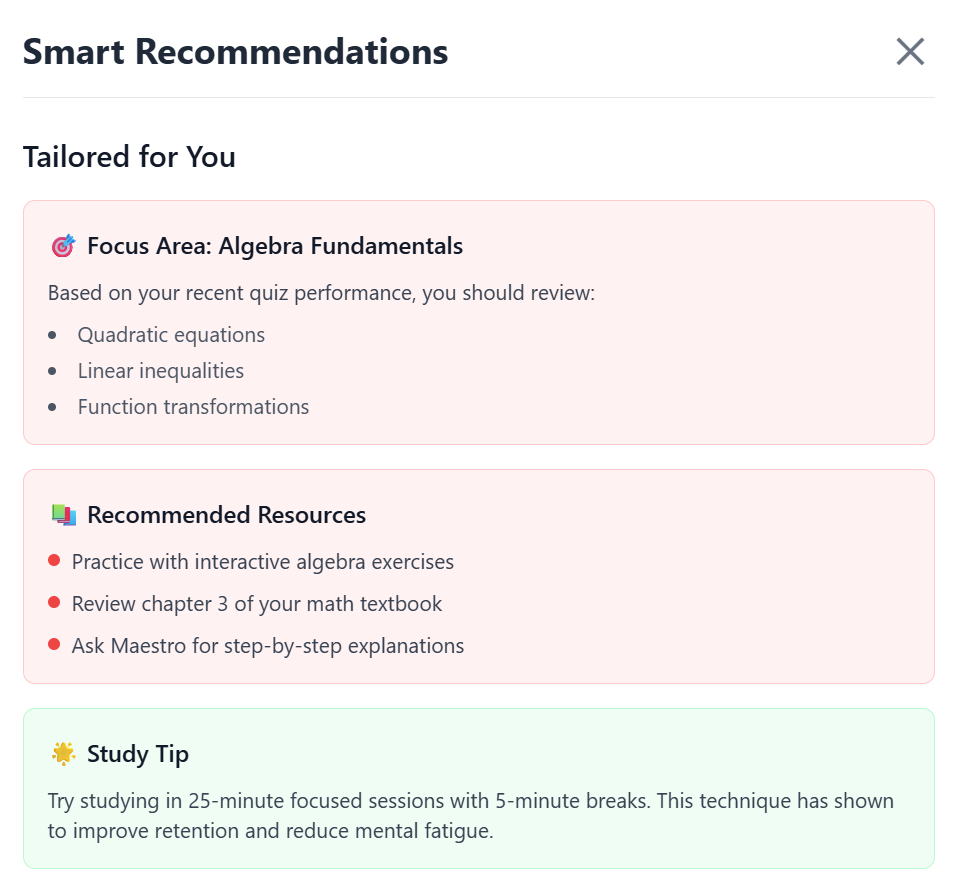 Smart Recommendations
Tailored for You
Focus Area: Algebra Fundamentals
Based on your recent quiz performance, you should review:
• Quadratic equations
• Linear inequalities
• Function transformations
Recommended Resources
• Practice with interactive algebra exercises
• Review chapter 3 of your math textbook
• Ask Maestro for step-by-step explanations
Study Tip
Try studying in 25-minute focused sessions with 5-minute breaks. This technique has shown
to improve retention and reduce mental fatigue.